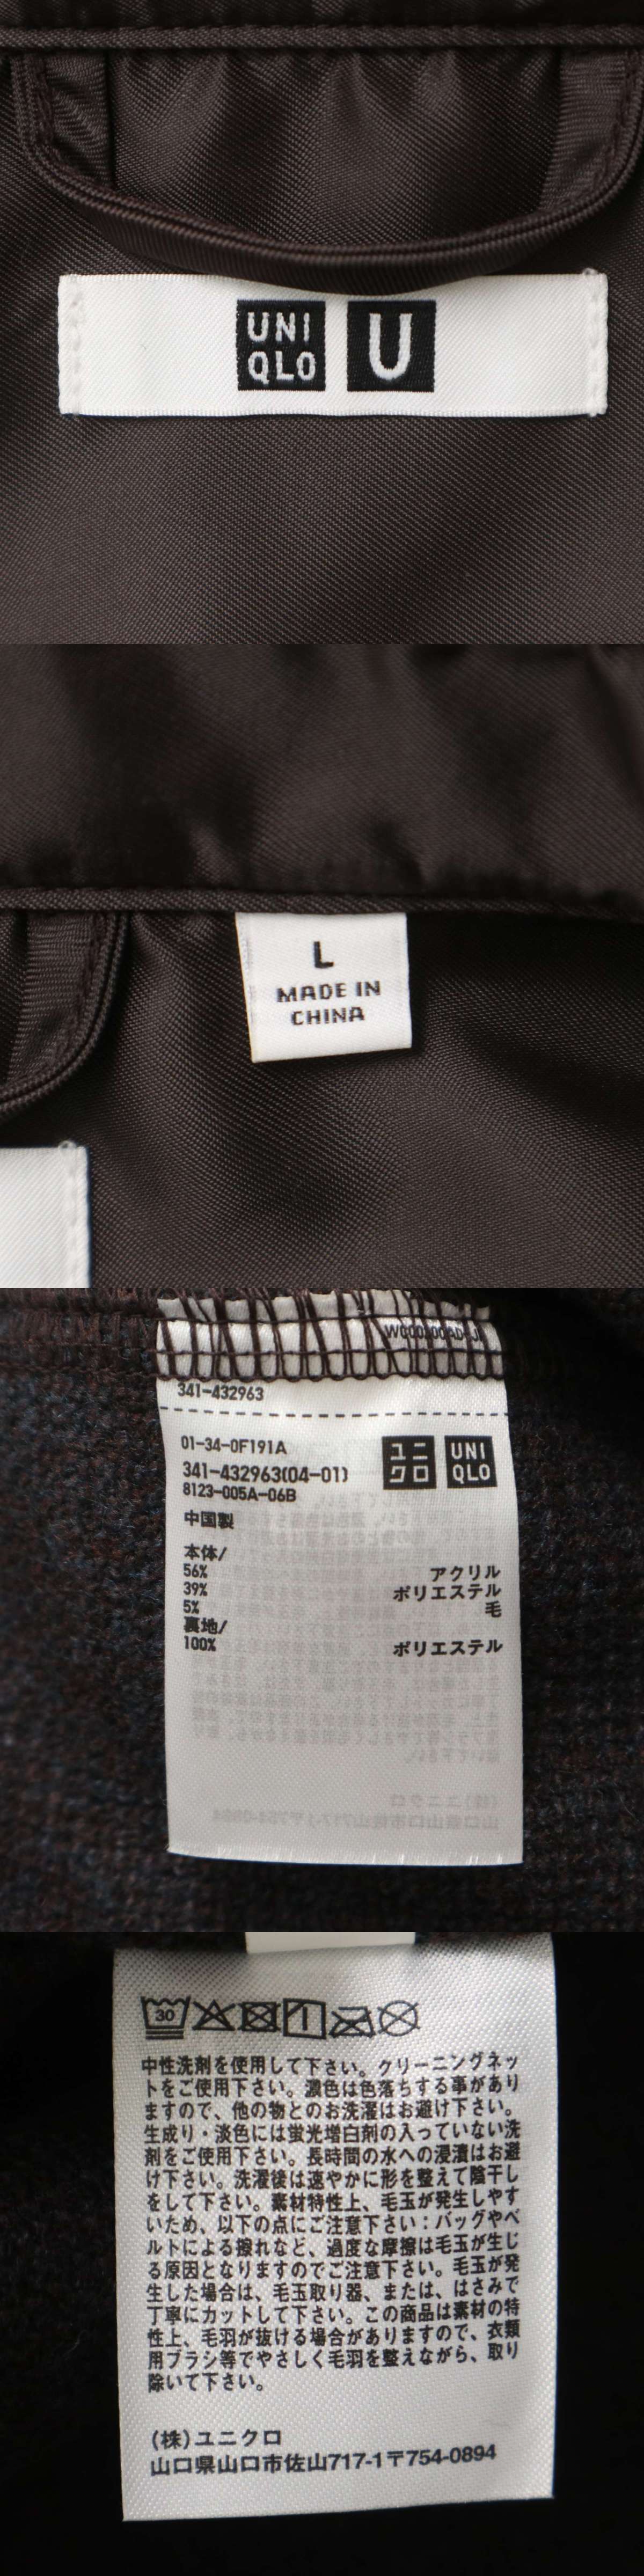 UNI
QLO
U
L
MADE IN
CHINA
341-432963
01-34-0F191A
341-432963(04-01)
8123-005A-06B
ユニ
クロ
UNI
QLO
中国製
本体/
56% アクリル
39% ポリエステル
5% 毛
裏地/
100% ポリエステル
30
中性洗剤を使用して下さい。クリーニングネッ
トをご使用下さい。濃色は色落ちする事があり
ますので、他の物とのお洗濯はお避け下さい。
生成り・淡色には蛍光増白剤の入っていない洗
剤をご使用下さい。長時間の水への浸漬はお避
け下さい。洗濯後は速やかに形を整えて陰干し
をして下さい。素材特性上、毛玉が発生しやす
いため、以下の点にご注意下さい：バッグやベ
ルトによる擦れなど、過度な摩擦は毛玉が生じ
る原因となりますのでご注意下さい。毛玉が発
生した場合は、毛玉取り器、または、はさみで
丁寧にカットして下さい。この商品は素材の特
性上、毛羽が抜ける場合がありますので、衣類
用ブラシ等でやさしく毛羽を整えながら、取り
除いて下さい。
(株)ユニクロ
山口県山口市佐山717-1〒754-0894